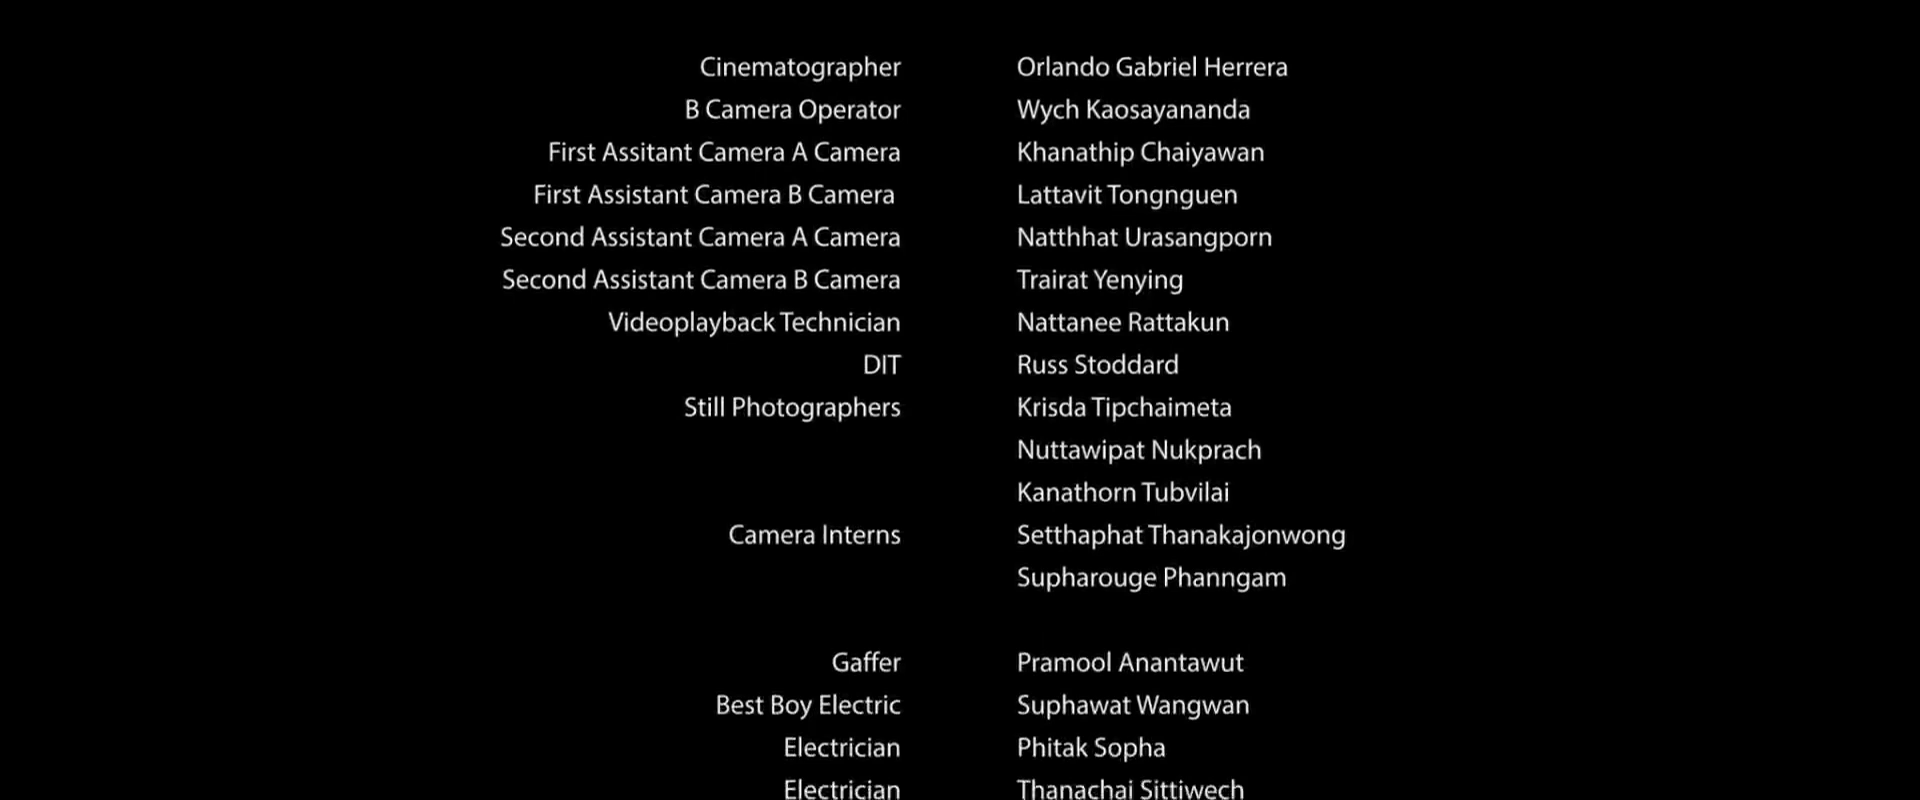 Cinematographer Orlando Gabriel Herrera
B Camera Operator Wych Kaosayananda
First Assitant Camera A Camera Khanathip Chaiyawan
First Assistant Camera B Camera Lattavit Tongnguen
Second Assistant Camera A Camera Natthhat Urasangporn
Second Assistant Camera B Camera Trairat Yenying
Videoplayback Technician Nattanee Rattakun
DIT Russ Stoddard
Still Photographers Krisda Tipchaimeta
Nuttawipat Nukprach
Kanathorn Tubvilai
Camera Interns Setthaphat Thanakajonwong
Supharouge Phanngam
Gaffer Pramool Anantawut
Best Boy Electric Suphawat Wangwan
Electrician Phitak Sopha
Electrician Thanachai Sittiwech